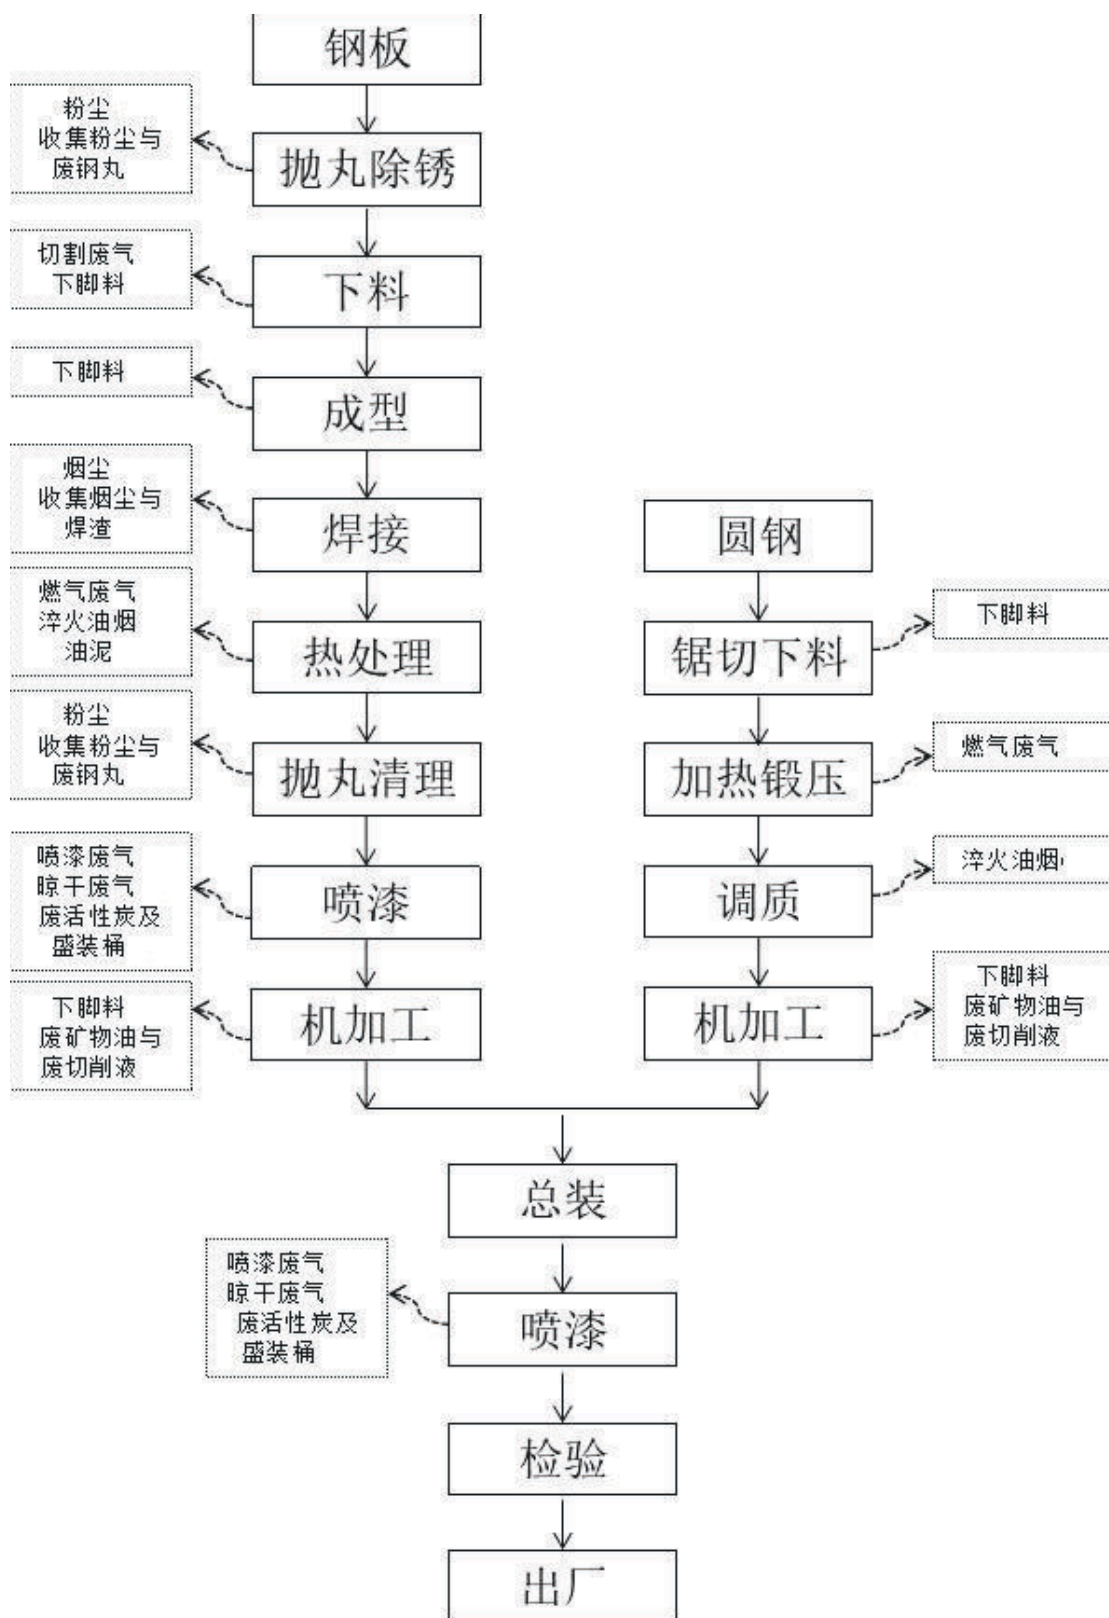 钢板
粉尘
收集粉尘与
废钢丸
抛丸除锈
切割废气
下脚料
下料
下脚料
成型
烟尘
收集烟尘与
焊渣
焊接
燃气废气
淬火油烟
油泥
热处理
粉尘
收集粉尘与
废钢丸
抛丸清理
喷漆废气
晾干废气
废活性炭及
盛装桶
喷漆
下脚料
废矿物油与
废切削液
机加工
圆钢
锯切下料
下脚料
加热锻压
燃气废气
调质
淬火油烟
机加工
下脚料
废矿物油与
废切削液
总装
喷漆废气
晾干废气
废活性炭及
盛装桶
喷漆
检验
出厂